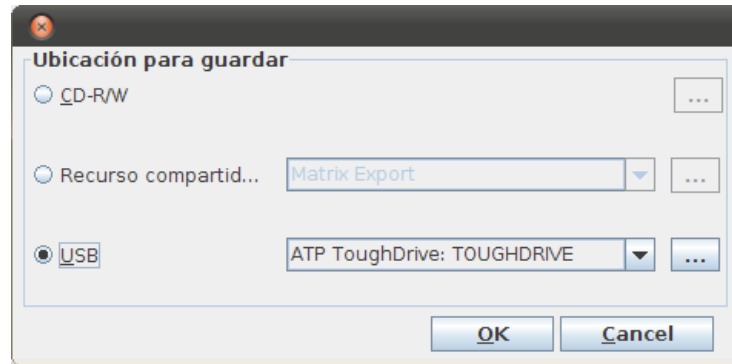 Ubicación para guardar
CD-R/W
...
Recurso compartid...
Matrix Export
...
USB
ATP ToughDrive: TOUGHDRIVE
...
OK
Cancel